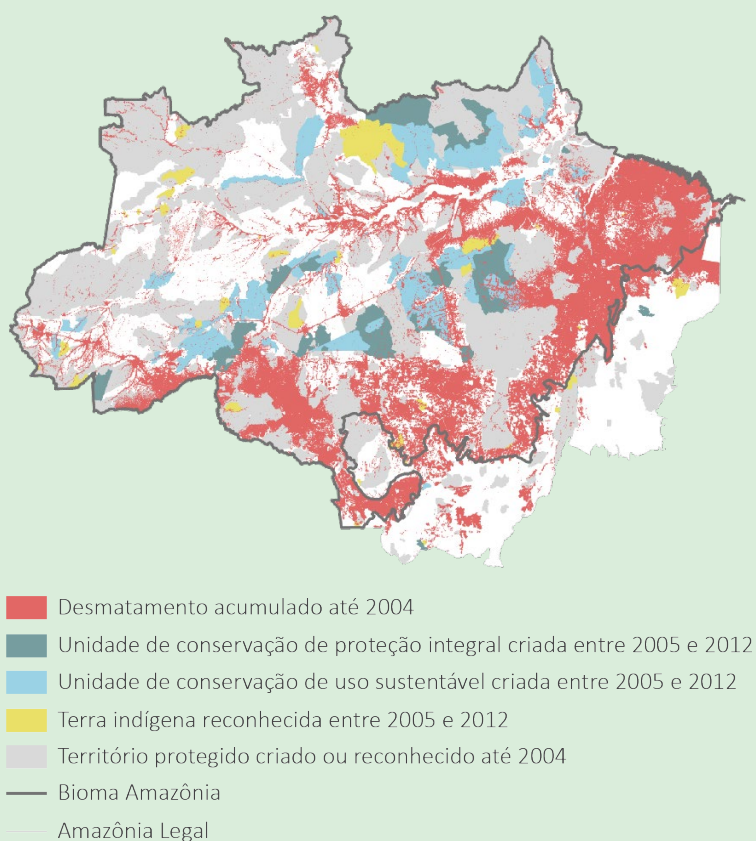 Desmatamento acumulado até 2004
Unidade de conservação de proteção integral criada entre 2005 e 2012
Unidade de conservação de uso sustentável criada entre 2005 e 2012
Terra indígena reconhecida entre 2005 e 2012
Território protegido criado ou reconhecido até 2004
Bioma Amazônia
Amazônia Legal